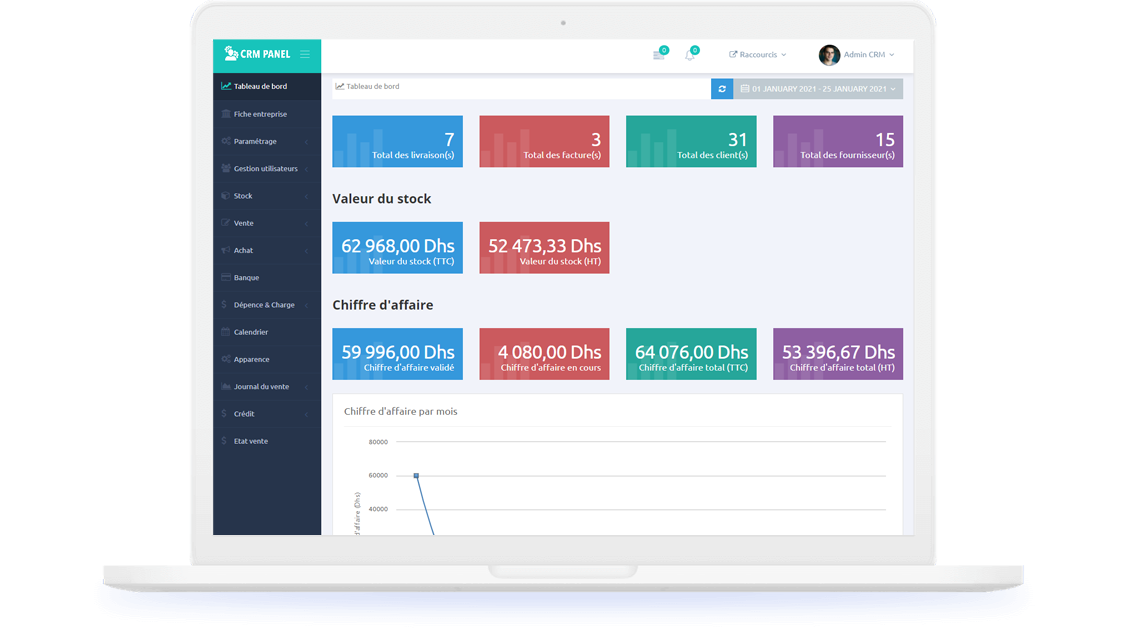 CRM PANEL
0
0
Raccourcis
Admin CRM
Tableau de bord
Tableau de bord
01 JANUARY 2021 - 25 JANUARY 2021
Fiche entreprise
Paramétrage
Gestion utilisateurs
Stock
Vente
Achat
Banque
Dépence & Charge
Calendrier
Apparence
Journal du vente
Crédit
Etat vente
7
Total des livraison(s)
3
Total des facture(s)
31
Total des client(s)
15
Total des fournisseur(s)
Valeur du stock
62 968,00 Dhs
Valeur du stock (TTC)
52 473,33 Dhs
Valeur du stock (HT)
Chiffre d'affaire
59 996,00 Dhs
Chiffre d'affaire validé
4 080,00 Dhs
Chiffre d'affaire en cours
64 076,00 Dhs
Chiffre d'affaire total (TTC)
53 396,67 Dhs
Chiffre d'affaire total (HT)
Chiffre d'affaire par mois
80000
60000
40000
d'affaire (Dhs)